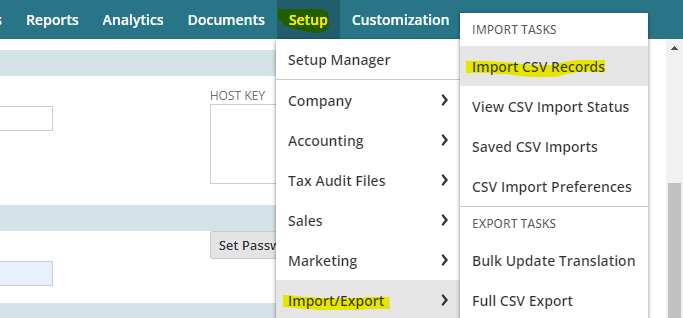 Reports Analytics Documents Setup Customization
HOST KEY
Set Passw
Setup Manager
Company
Accounting
Tax Audit Files
Sales
Marketing
Import/Export
IMPORT TASKS
Import CSV Records
View CSV Import Status
Saved CSV Imports
CSV Import Preferences
EXPORT TASKS
Bulk Update Translation
Full CSV Export